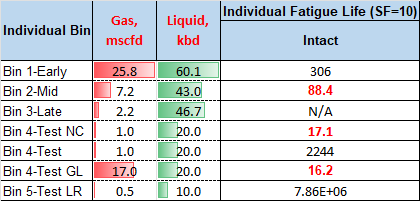 Individual Bin Gas, mscfd Liquid, kbd Individual Fatigue Life (SF=10)
Intact
Bin 1-Early 25.8 60.1 306
Bin 2-Mid 7.2 43.0 88.4
Bin 3-Late 2.2 46.7 N/A
Bin 4-Test NC 1.0 20.0 17.1
Bin 4-Test 1.0 20.0 2244
Bin 4-Test GL 17.0 20.0 16.2
Bin 5-Test LR 0.5 10.0 7.86E+06